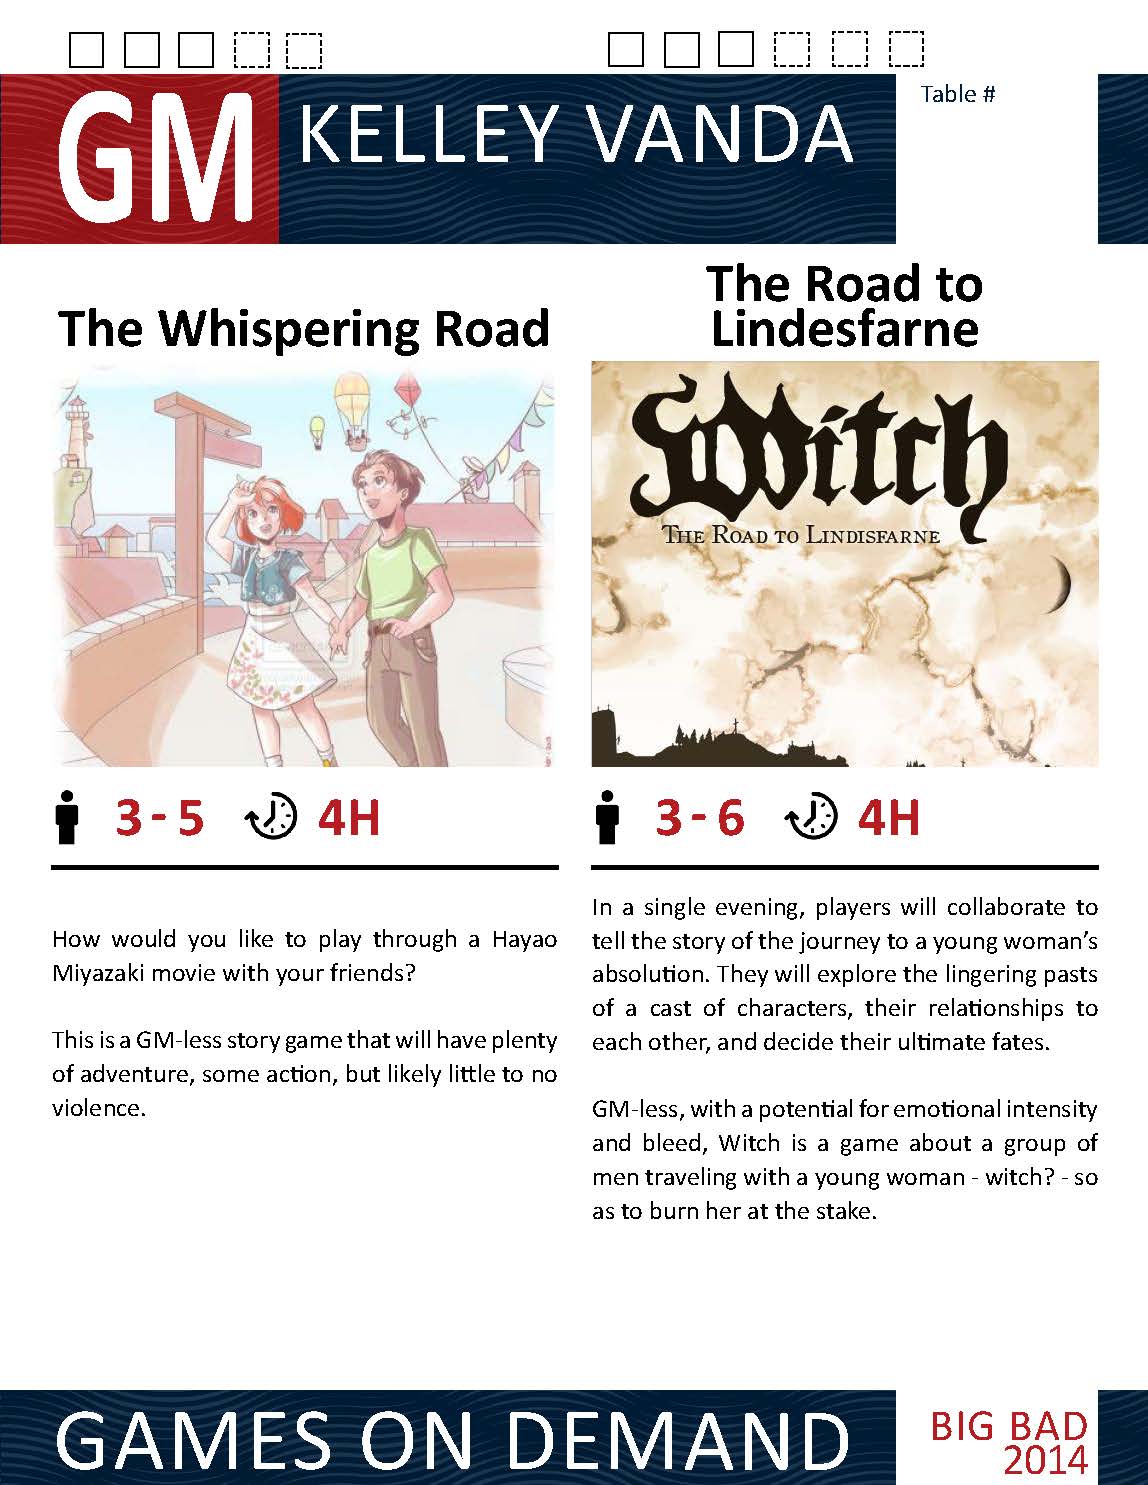 Table #
GM
KELLEY VANDA
The Whispering Road
3 - 5
4H
How would you like to play through a Hayao
Miyazaki movie with your friends?
This is a GM-less story game that will have plenty
of adventure, some action, but likely little to no
violence.
The Road to
Lindesfarne
Witch
The Road to Lindisfarne
3 - 6
4H
In a single evening, players will collaborate to
tell the story of the journey to a young woman’s
absolution. They will explore the lingering pasts
of a cast of characters, their relationships to
each other, and decide their ultimate fates.
GM-less, with a potential for emotional intensity
and bleed, Witch is a game about a group of
men traveling with a young woman - witch? - so
as to burn her at the stake.
GAMES ON DEMAND
BIG BAD
2014